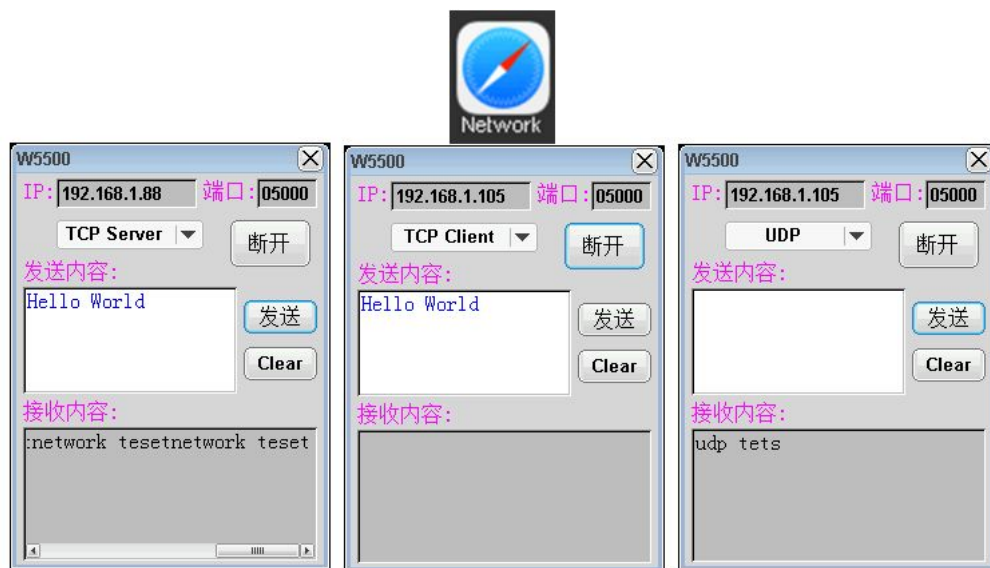 Network
W5500
IP: 192.168.1.88 端口: 05000
TCP Server
断开
发送内容:
Hello World
发送
Clear
接收内容:
:network tesetnetwork teset
W5500
IP: 192.168.1.105 端口: 05000
TCP Client
断开
发送内容:
Hello World
发送
Clear
接收内容:
W5500
IP: 192.168.1.105 端口: 05000
UDP
断开
发送内容:
发送
Clear
接收内容:
udp tets